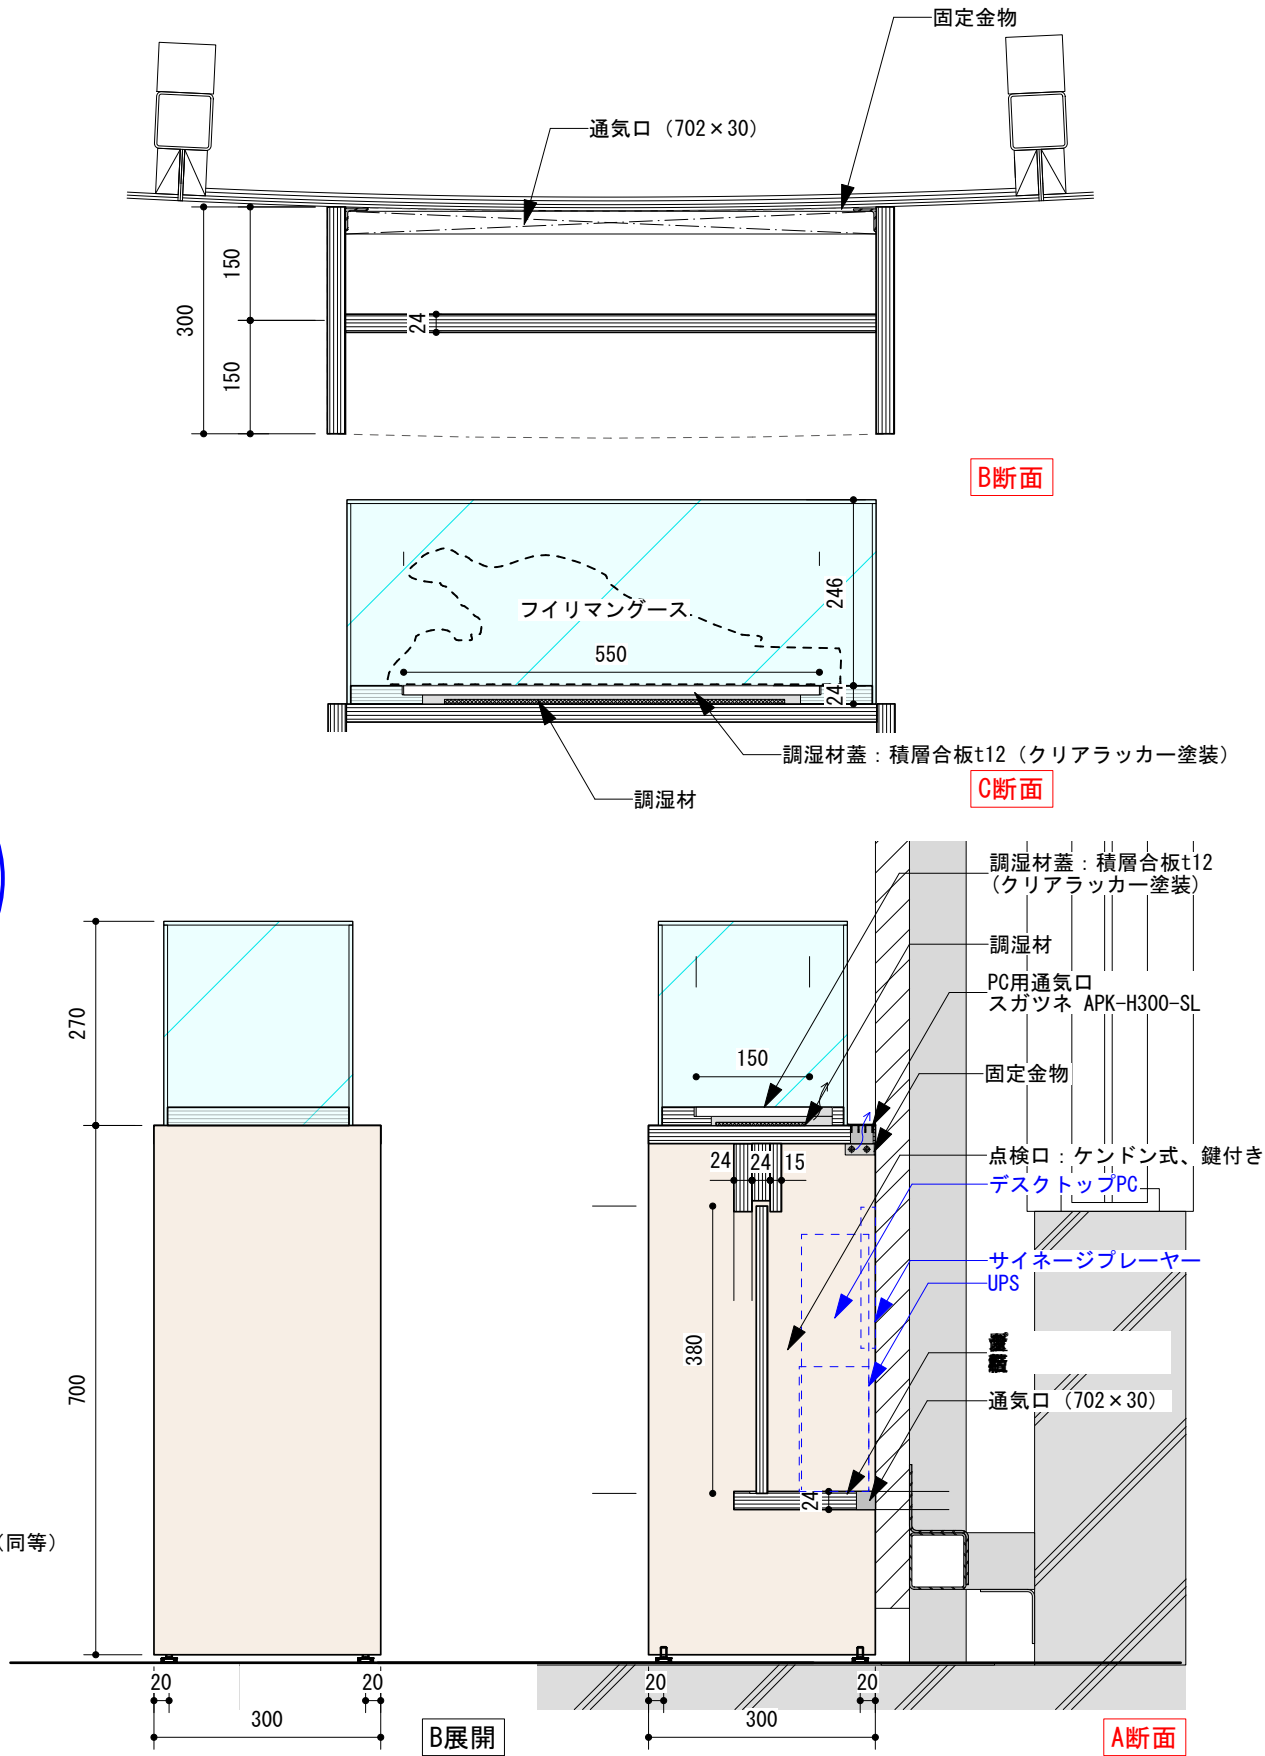 固定金物
通気口（702×30）
150
300
24
150
B断面
246
フイリマングース
550
24
調湿材蓋：積層合板t12（クリアラッカー塗装）
C断面
調湿材
調湿材蓋：積層合板t12
（クリアラッカー塗装）
調湿材
PC用通気口
スガツネ APK-H300-SL
270
150
固定金物
点検口：ケンドン式、鍵付き
24
24
15
デスクトップPC
サイネージプレーヤー
UPS
380
700
通気口（702×30）
24
（同等）
20
20
20
20
300
300
B展開
A断面